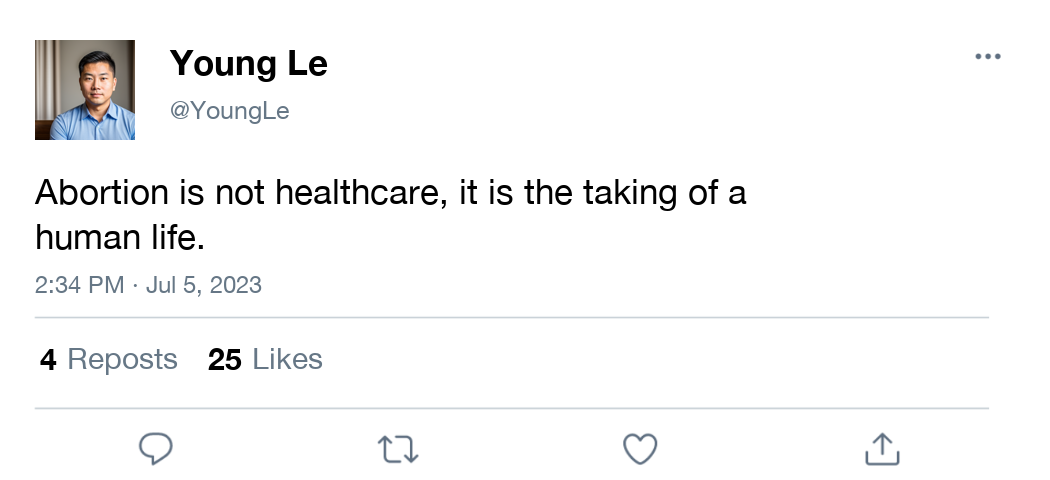 Young Le
@YoungLe
Abortion is not healthcare, it is the taking of a
human life.
2:34 PM · Jul 5, 2023
4 Reposts 25 Likes